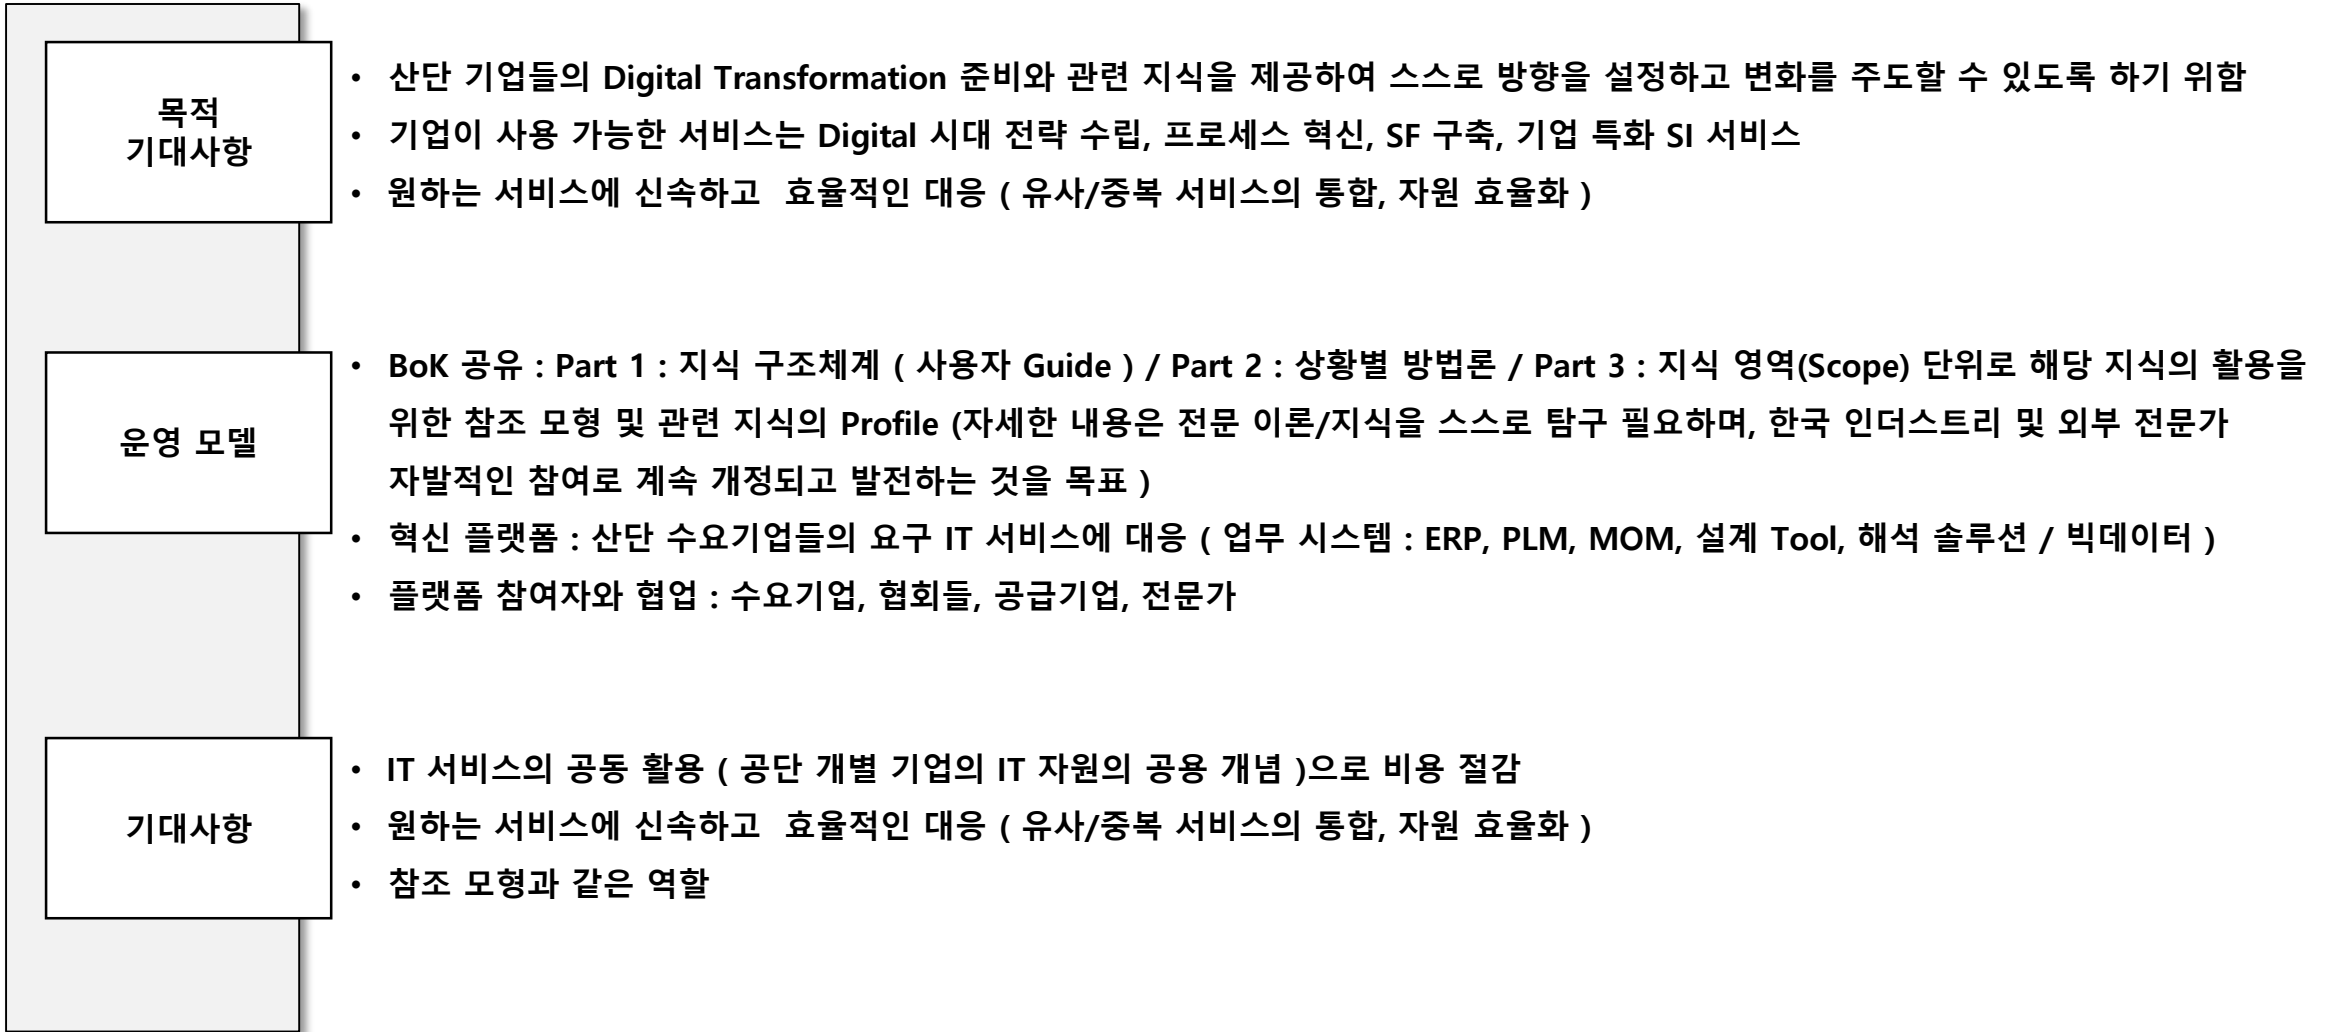 목적
기대사항
• 산단 기업들의 Digital Transformation 준비와 관련 지식을 제공하여 스스로 방향을 설정하고 변화를 주도할 수 있도록 하기 위함
• 기업이 사용 가능한 서비스는 Digital 시대 전략 수립, 프로세스 혁신, SF 구축, 기업 특화 SI 서비스
• 원하는 서비스에 신속하고  효율적인 대응 ( 유사/중복 서비스의 통합, 자원 효율화 )
운영 모델
• BoK 공유 : Part 1 : 지식 구조체계 ( 사용자 Guide ) / Part 2 : 상황별 방법론 / Part 3 : 지식 영역(Scope) 단위로 해당 지식의 활용을
위한 참조 모형 및 관련 지식의 Profile (자세한 내용은 전문 이론/지식을 스스로 탐구 필요하며, 한국 인더스트리 및 외부 전문가
자발적인 참여로 계속 개정되고 발전하는 것을 목표 )
• 혁신 플랫폼 : 산단 수요기업들의 요구 IT 서비스에 대응 ( 업무 시스템 : ERP, PLM, MOM, 설계 Tool, 해석 솔루션 / 빅데이터 )
• 플랫폼 참여자와 협업 : 수요기업, 협회들, 공급기업, 전문가
기대사항
• IT 서비스의 공동 활용 ( 공단 개별 기업의 IT 자원의 공용 개념 )으로 비용 절감
• 원하는 서비스에 신속하고  효율적인 대응 ( 유사/중복 서비스의 통합, 자원 효율화 )
• 참조 모형과 같은 역할